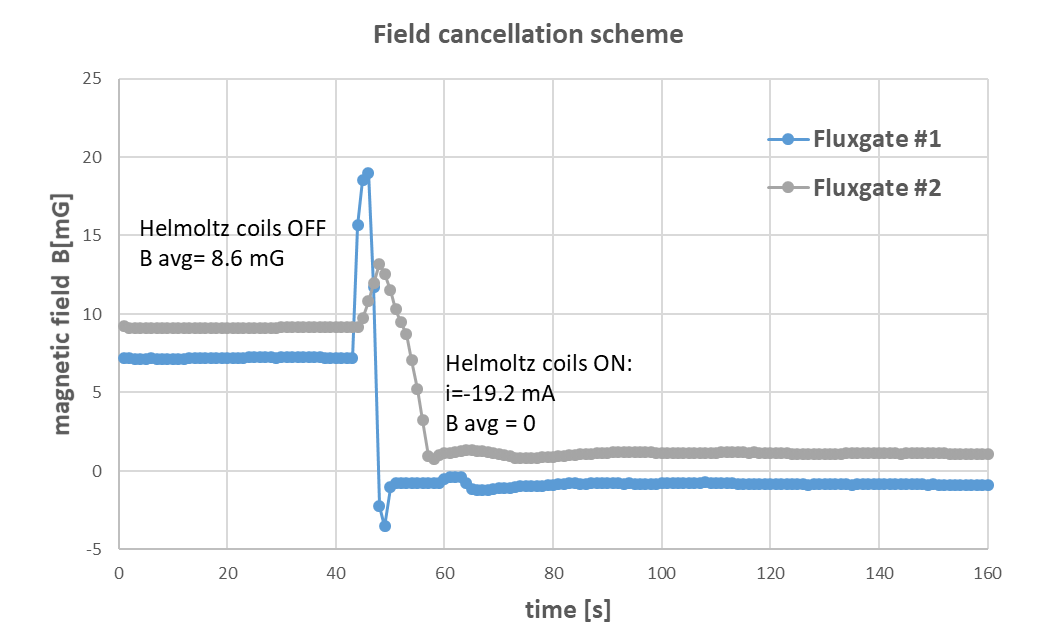 Field cancellation scheme
25
20
15
10
5
0
-5
magnetic field B[mG]
Fluxgate #1
Fluxgate #2
Helmoltz coils OFF
B avg= 8.6 mG
Helmoltz coils ON:
i=-19.2 mA
B avg = 0
0 20 40 60 80 100 120 140 160
time [s]